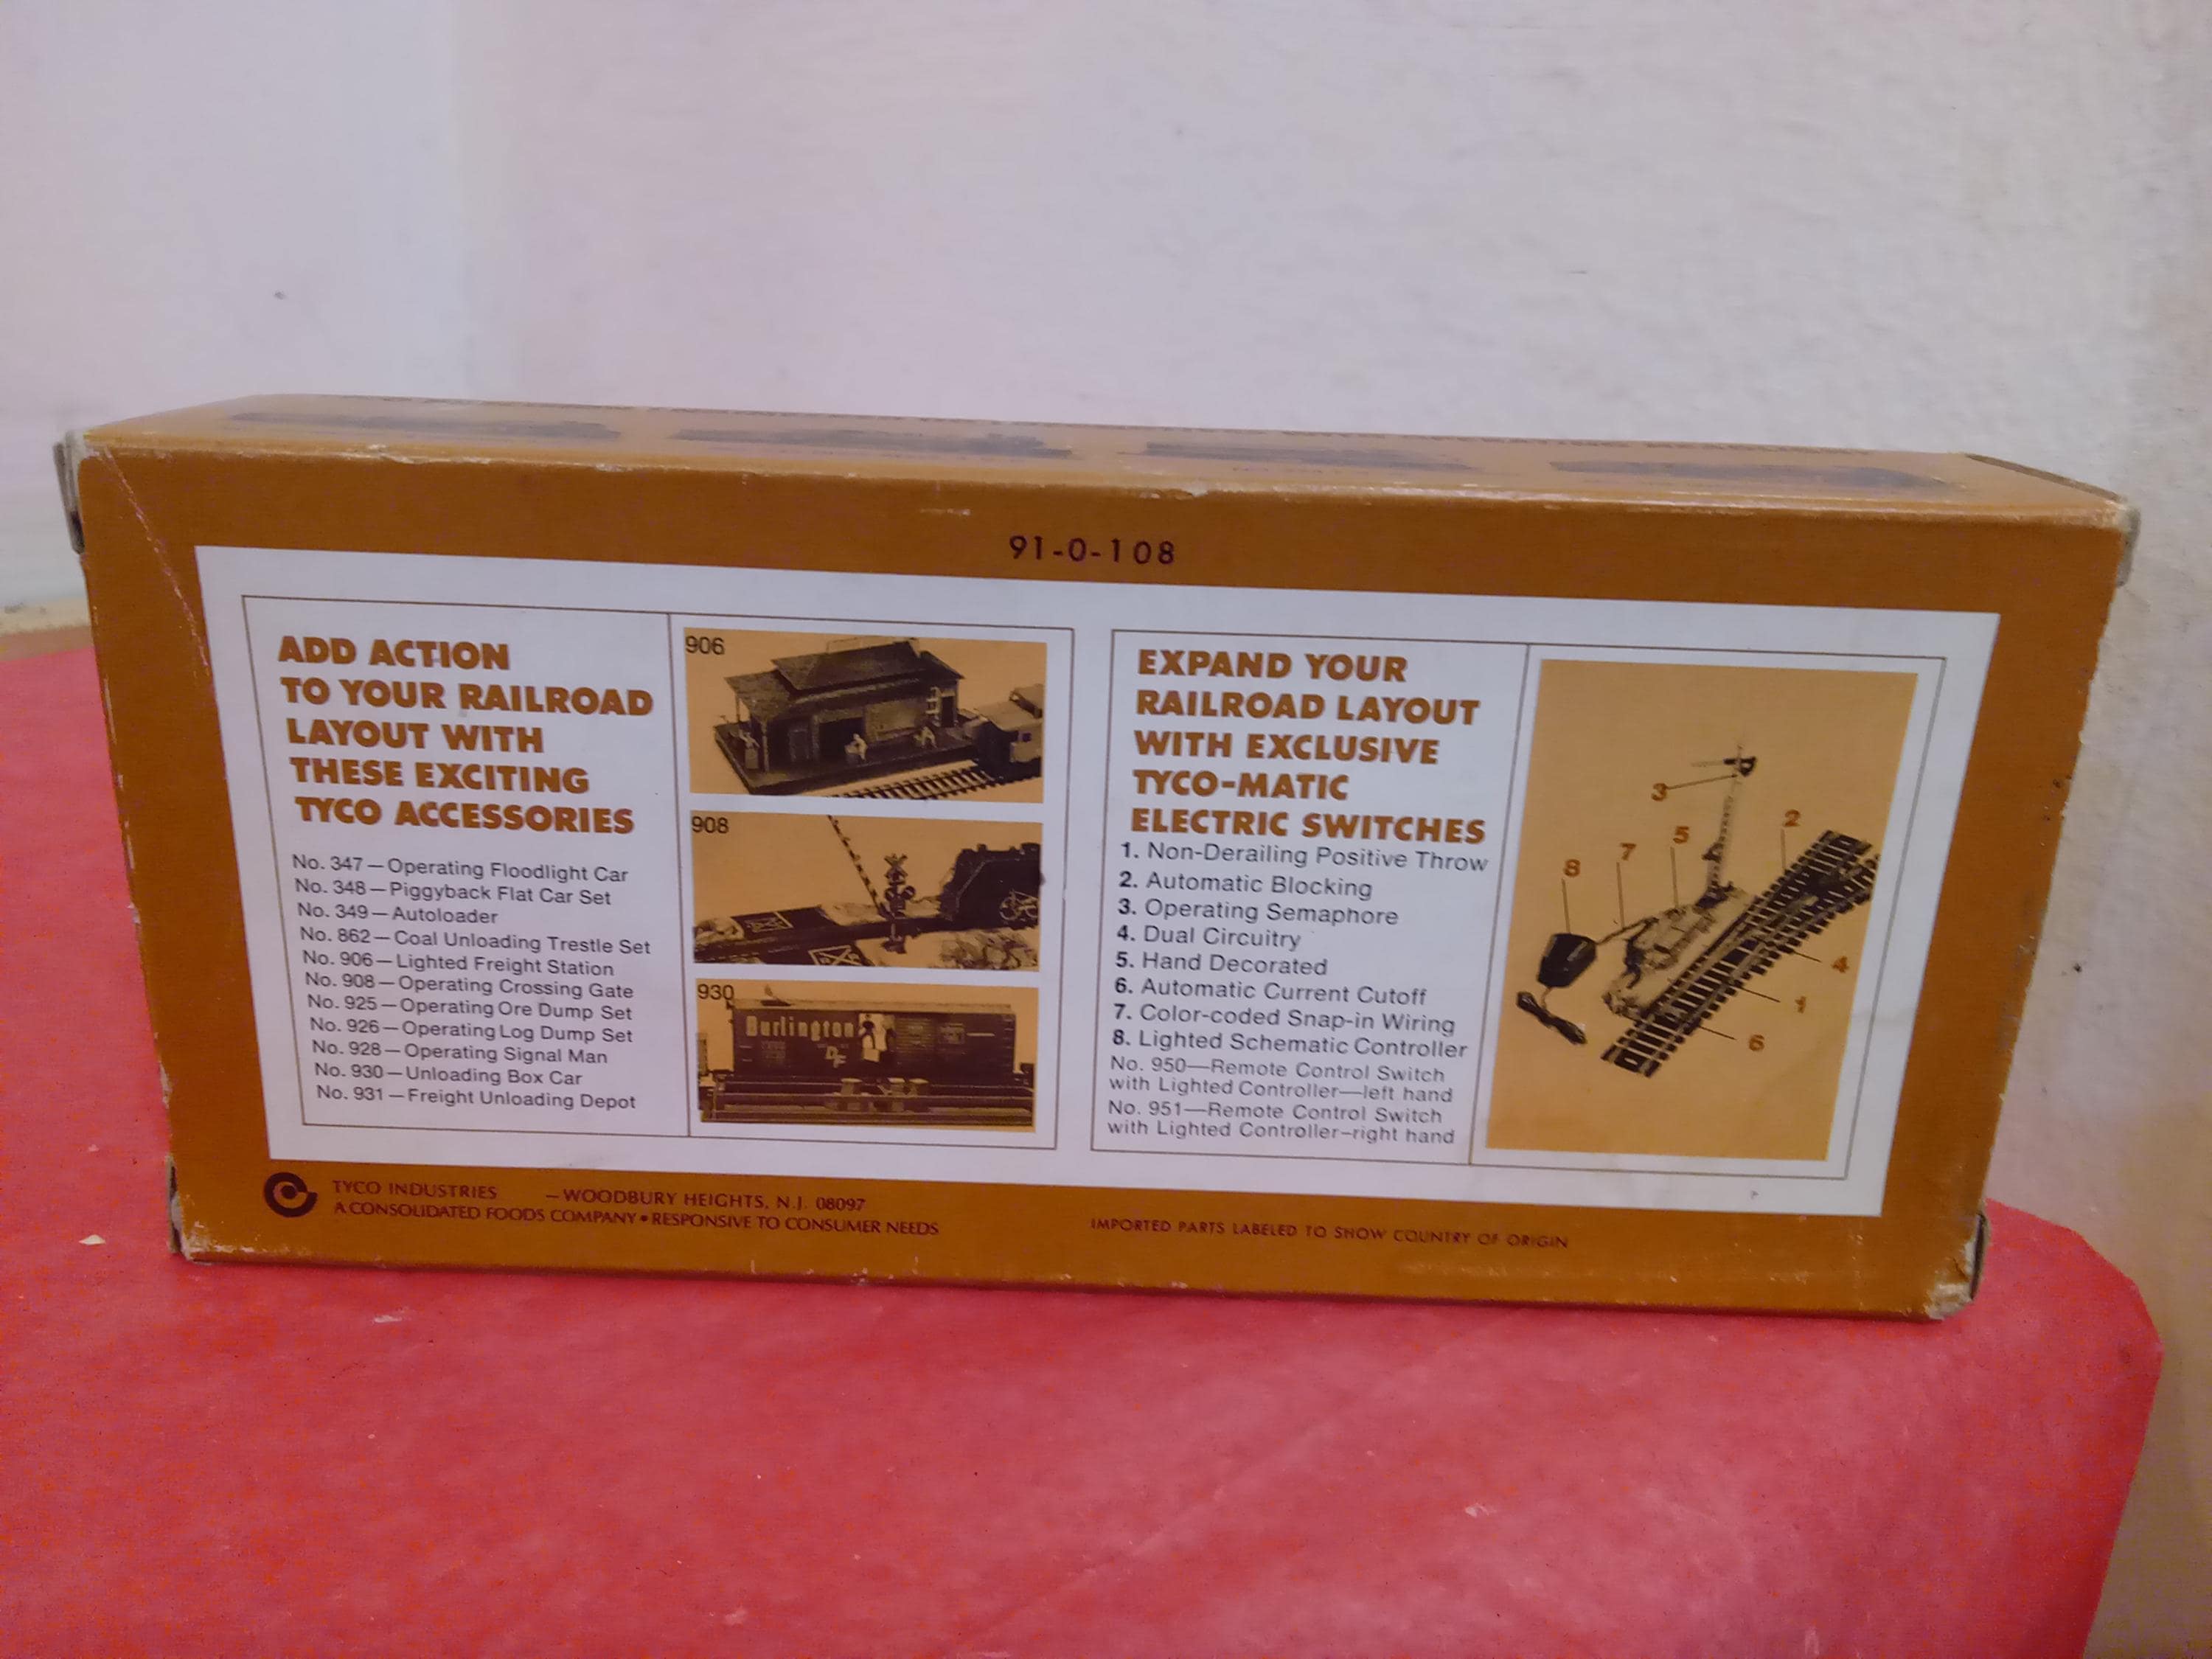 91-0-108
ADD ACTION
TO YOUR RAILROAD
LAYOUT WITH
THESE EXCITING
TYCO ACCESSORIES
No. 347—Operating Floodlight Car
No. 348—Piggyback Flat Car Set
No. 349—Autoloader
No. 862—Coal Unloading Trestle Set
No. 906—Lighted Freight Station
No. 908—Operating Crossing Gate
No. 925—Operating Ore Dump Set
No. 926—Operating Log Dump Set
No. 928—Operating Signal Man
No. 930—Unloading Box Car
No. 931—Freight Unloading Depot
906
908
930
Burlington
DF
EXPAND YOUR
RAILROAD LAYOUT
WITH EXCLUSIVE
TYCO-MATIC
ELECTRIC SWITCHES
1. Non-Derailing Positive Throw
2. Automatic Blocking
3. Operating Semaphore
4. Dual Circuitry
5. Hand Decorated
6. Automatic Current Cutoff
7. Color-coded Snap-in Wiring
8. Lighted Schematic Controller
No. 950—Remote Control Switch
with Lighted Controller—left hand
No. 951—Remote Control Switch
with Lighted Controller—right hand
3
2
5
7
8
4
1
6
TYCO INDUSTRIES —WOODBURY HEIGHTS, N.J. 08097
A CONSOLIDATED FOODS COMPANY • RESPONSIVE TO CONSUMER NEEDS
IMPORTED PARTS LABELED TO SHOW COUNTRY OF ORIGIN